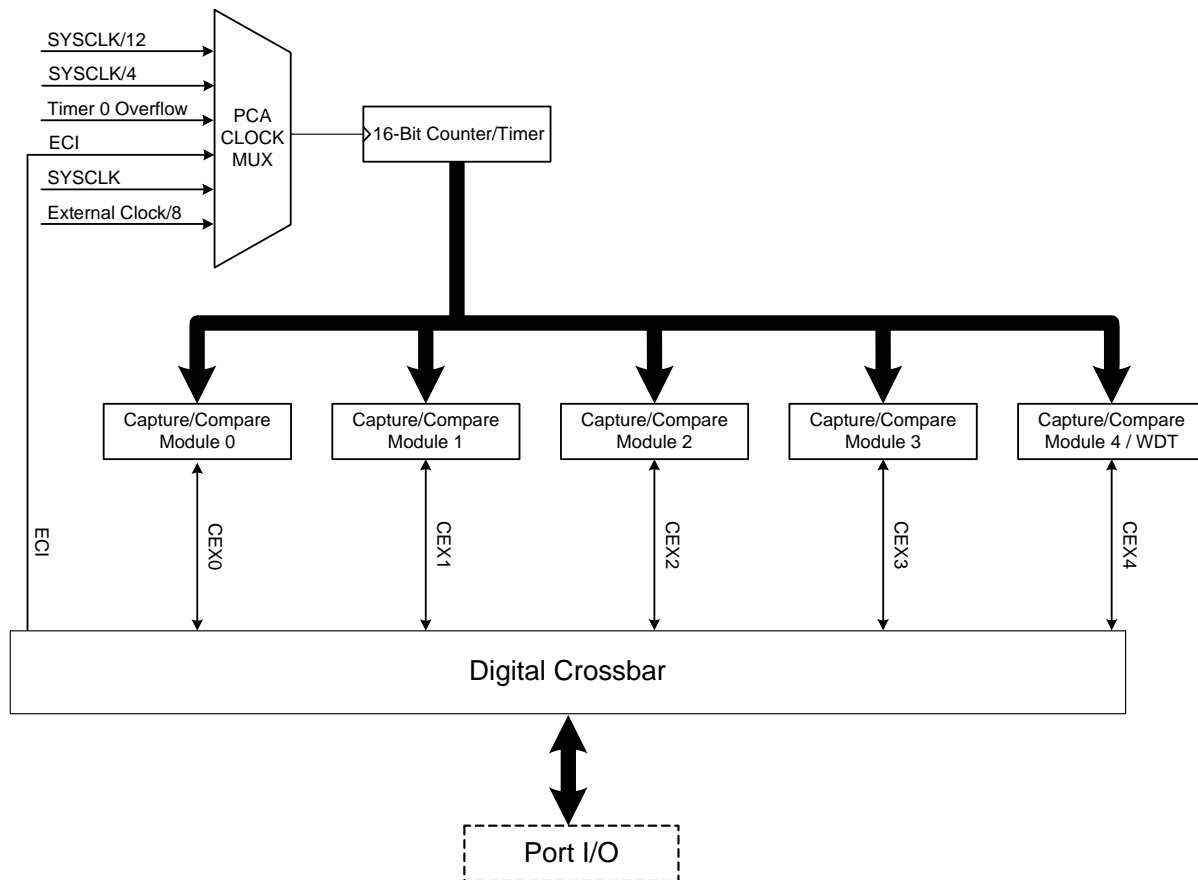 SYSCLK/12
SYSCLK/4
Timer 0 Overflow
ECI
SYSCLK
External Clock/8
PCA
CLOCK
MUX
16-Bit Counter/Timer
Capture/Compare
Module 0
Capture/Compare
Module 1
Capture/Compare
Module 2
Capture/Compare
Module 3
Capture/Compare
Module 4 / WDT
ECI
CEX0
CEX1
CEX2
CEX3
CEX4
Digital Crossbar
Port I/O